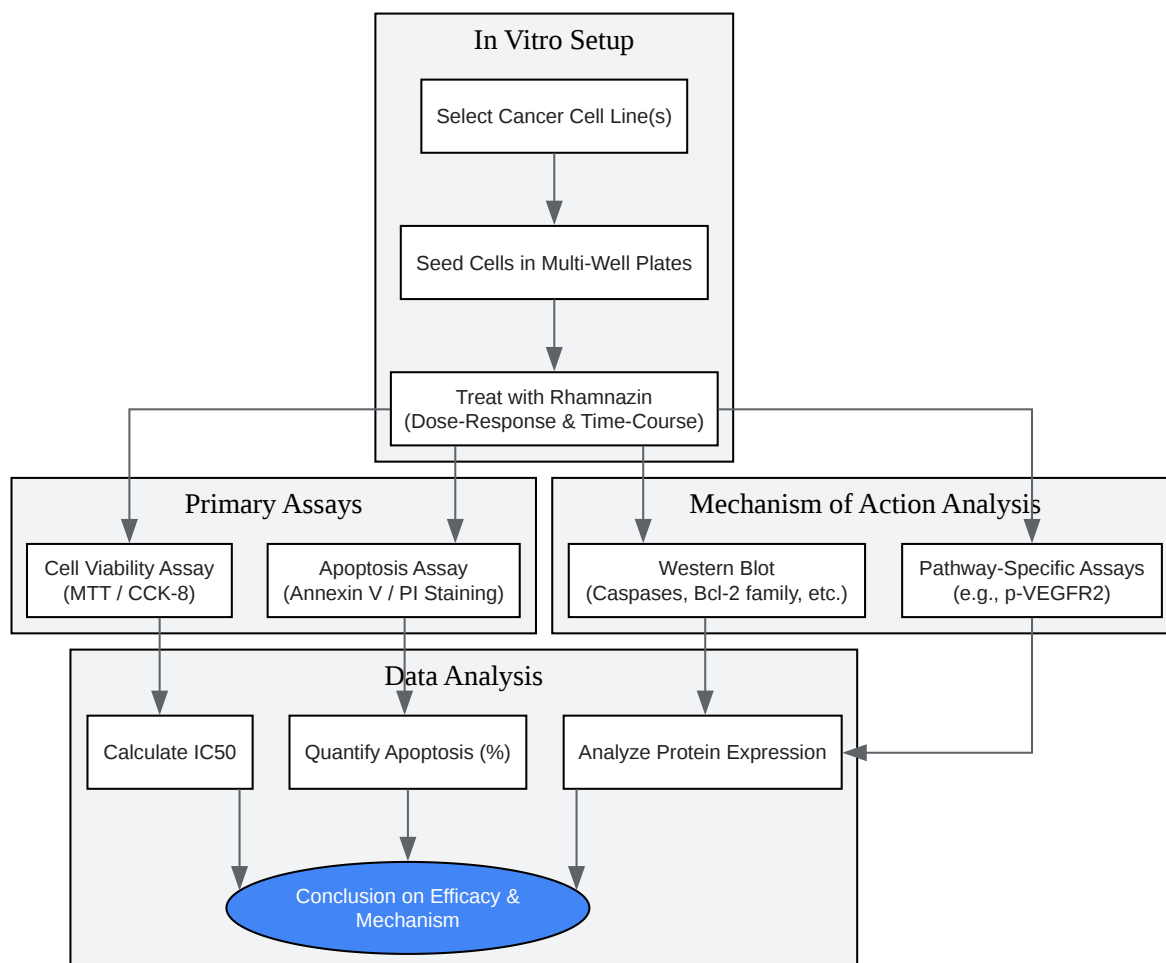 In Vitro Setup
Select Cancer Cell Line(s)
Seed Cells in Multi-Well Plates
Treat with Rhamnazin
(Dose-Response & Time-Course)
Primary Assays
Cell Viability Assay
(MTT / CCK-8)
Apoptosis Assay
(Annexin V / PI Staining)
Mechanism of Action Analysis
Western Blot
(Caspases, Bcl-2 family, etc.)
Pathway-Specific Assays
(e.g., p-VEGFR2)
Data Analysis
Calculate IC50
Quantify Apoptosis (%)
Analyze Protein Expression
Conclusion on Efficacy &
Mechanism